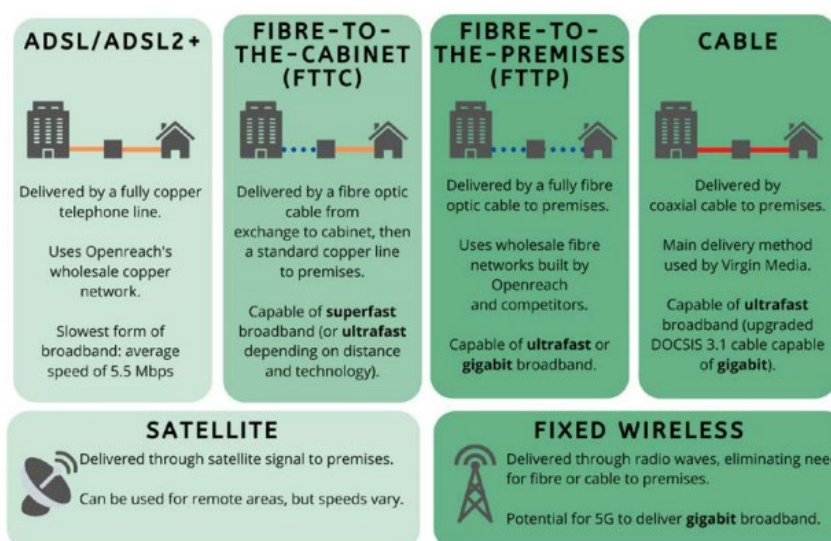 ADSL/ADSL2+
Delivered by a fully copper
telephone line.
Uses Openreach's
wholesale copper
network.
Slowest form of
broadband: average
speed of 5.5 Mbps
FIBRE-TO-
THE-CABINET
(FTTC)
Delivered by a fibre optic
cable from
exchange to cabinet, then
a standard copper line
to premises.
Capable of superfast
broadband (or ultrafast
depending on distance
and technology).
FIBRE-TO-
THE-PREMISES
(FTTP)
Delivered by a fully fibre
optic cable to premises.
Uses wholesale fibre
networks built by
Openreach
and competitors.
Capable of ultrafast or
gigabit broadband.
CABLE
Delivered by
coaxial cable to premises.
Main delivery method
used by Virgin Media.
Capable of ultrafast
broadband (upgraded
DOCSIS 3.1 cable capable
of gigabit).
SATELLITE
Delivered through satellite signal to premises.
Can be used for remote areas, but speeds vary.
FIXED WIRELESS
Delivered through radio waves, eliminating nee
for fibre or cable to premises.
Potential for 5G to deliver gigabit broadband.